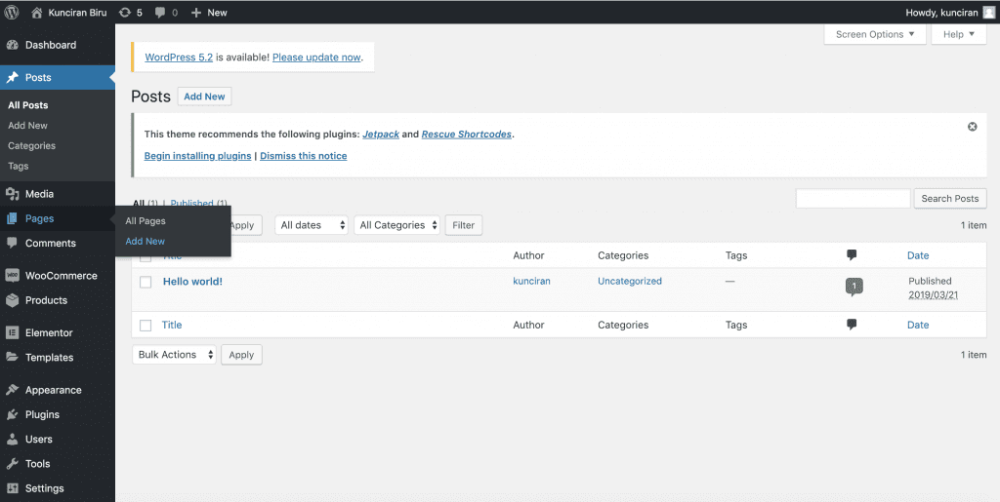 Kunciran Biru 5 0 New Howdy, kunciran
Screen Options Help
Dashboard
Posts
All Posts
Add New
Categories
Tags
Media
Pages
All Pages
Add New
Comments
WooCommerce
Products
Elementor
Templates
Appearance
Plugins
Users
Tools
Settings
WordPress 5.2 is available! Please update now.
Posts Add New
This theme recommends the following plugins: Jetpack and Rescue Shortcodes.
Begin installing plugins | Dismiss this notice
All (1) | Published (1)
Search Posts
Apply All dates All Categories Filter 1 item
Title Author Categories Tags Date
Hello world! kunciran Uncategorized — 1 Published
2019/03/21
Title Author Categories Tags Date
Bulk Actions Apply 1 item